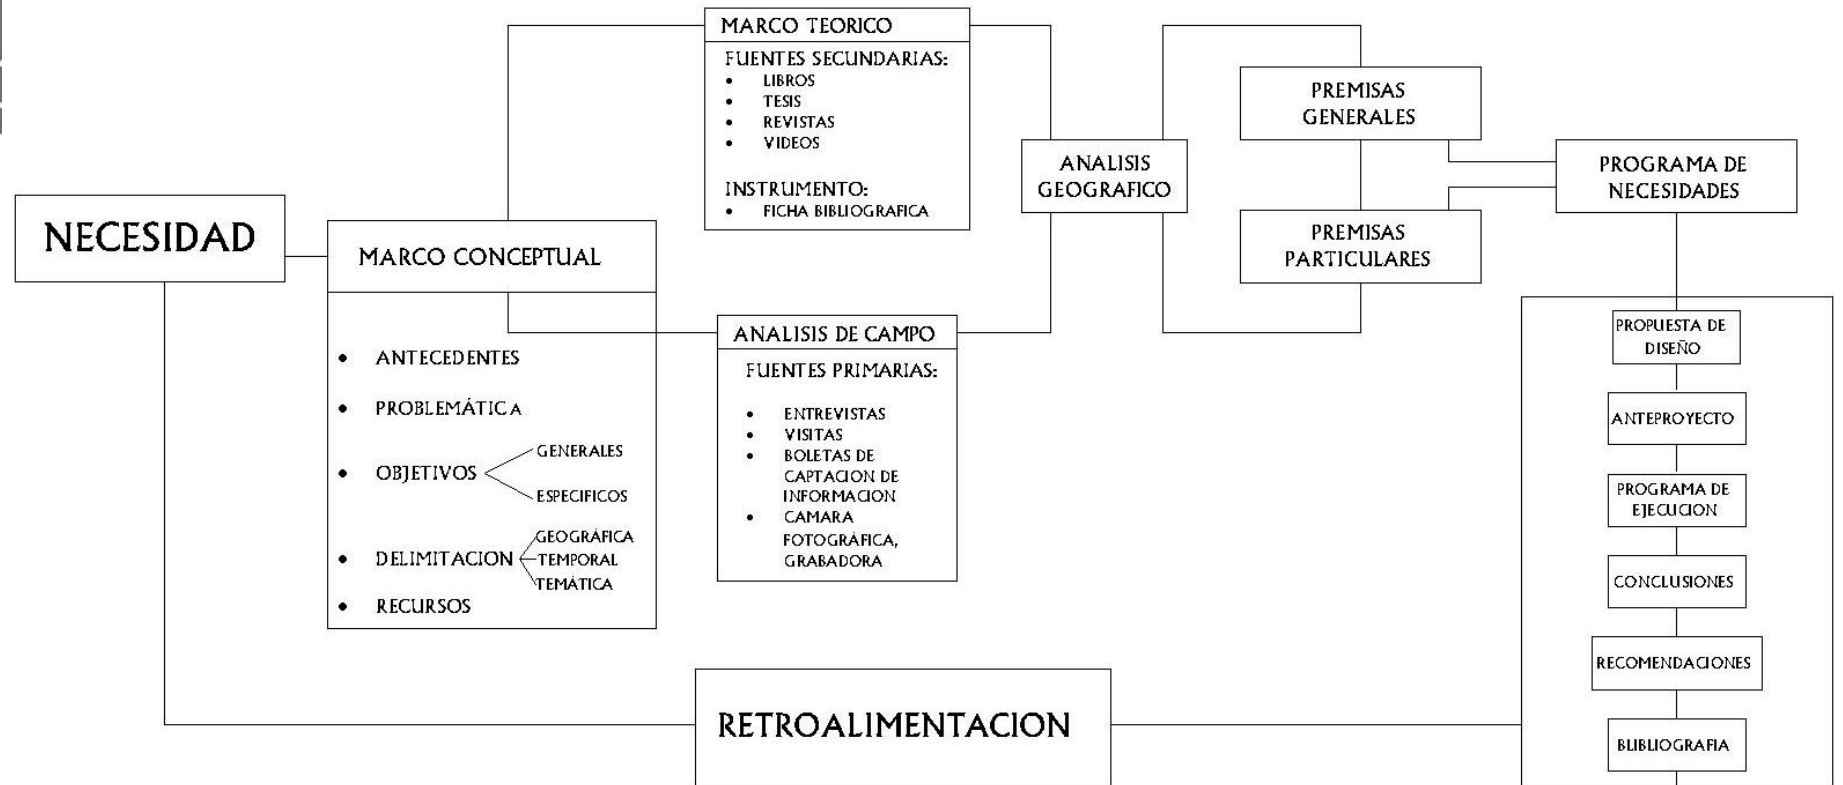 NECESIDAD
MARCO CONCEPTUAL
• ANTECEDENTES
• PROBLEMÁTICA
• OBJETIVOS
GENERALES
ESPECIFICOS
• DELIMITACION
GEOGRÁFICA
TEMPORAL
TEMÁTICA
• RECURSOS
MARCO TEORICO
FUENTES SECUNDARIAS:
• LIBROS
• TESIS
• REVISTAS
• VIDEOS
INSTRUMENTO:
• FICHA BIBLIOGRAFICA
ANALISIS DE CAMPO
FUENTES PRIMARIAS:
• ENTREVISTAS
• VISITAS
• BOLETAS DE
CAPTACION DE
INFORMACION
• CAMARA
FOTOGRÁFICA,
GRABADORA
ANALISIS
GEOGRAFICO
PREMISAS
GENERALES
PREMISAS
PARTICULARES
PROGRAMA DE
NECESIDADES
PROPUESTA DE
DISEÑO
ANTEPROYECTO
PROGRAMA DE
EJECUCION
CONCLUSIONES
RECOMENDACIONES
BLIBLIOGRAFIA
RETROALIMENTACION